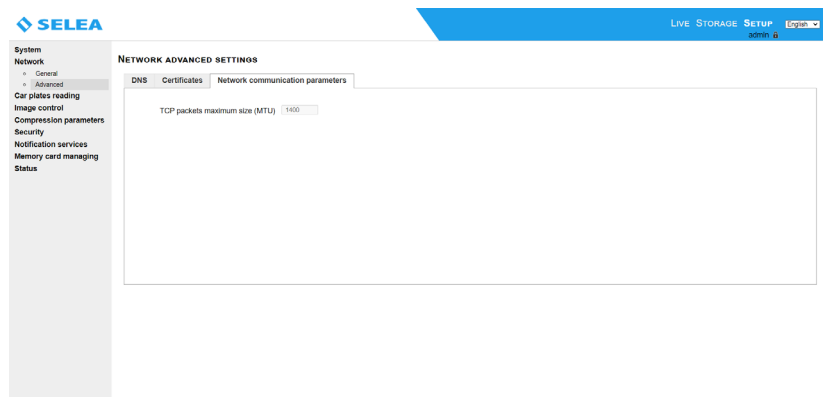 SELEA
LIVE STORAGE SETUP English
admin
System
Network
General
Advanced
Car plates reading
Image control
Compression parameters
Security
Notification services
Memory card managing
Status
NETWORK ADVANCED SETTINGS
DNS Certificates Network communication parameters
TCP packets maximum size (MTU) 1400